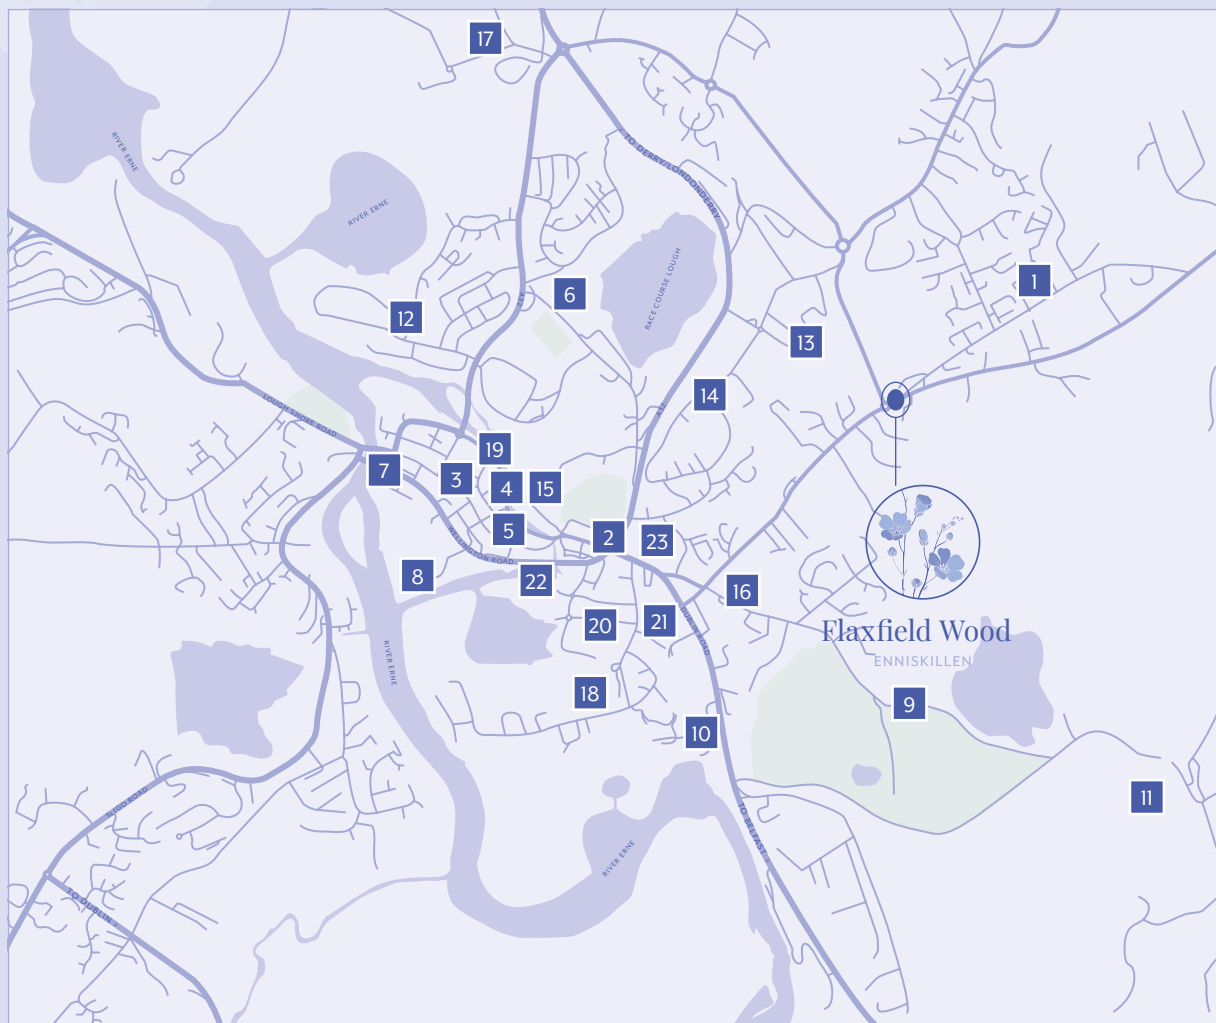 17
RIVER ERNE
< TO DERRY/LONDONDERRY
RIVER ERNE
RACE COURSE LOUGH
1
6
12
13
14
A32
LOUGH SHORE ROAD
19
7
3
4
15
5
2
23
WELLINGTON ROAD
22
8
16
20
21
DUBLIN ROAD
Flaxfield Wood
ENNISKILLEN
RIVER ERNE
18
9
10
11
SLIGO ROAD
TO BELFAST >
RIVER ERNE
TO DUBLIN >